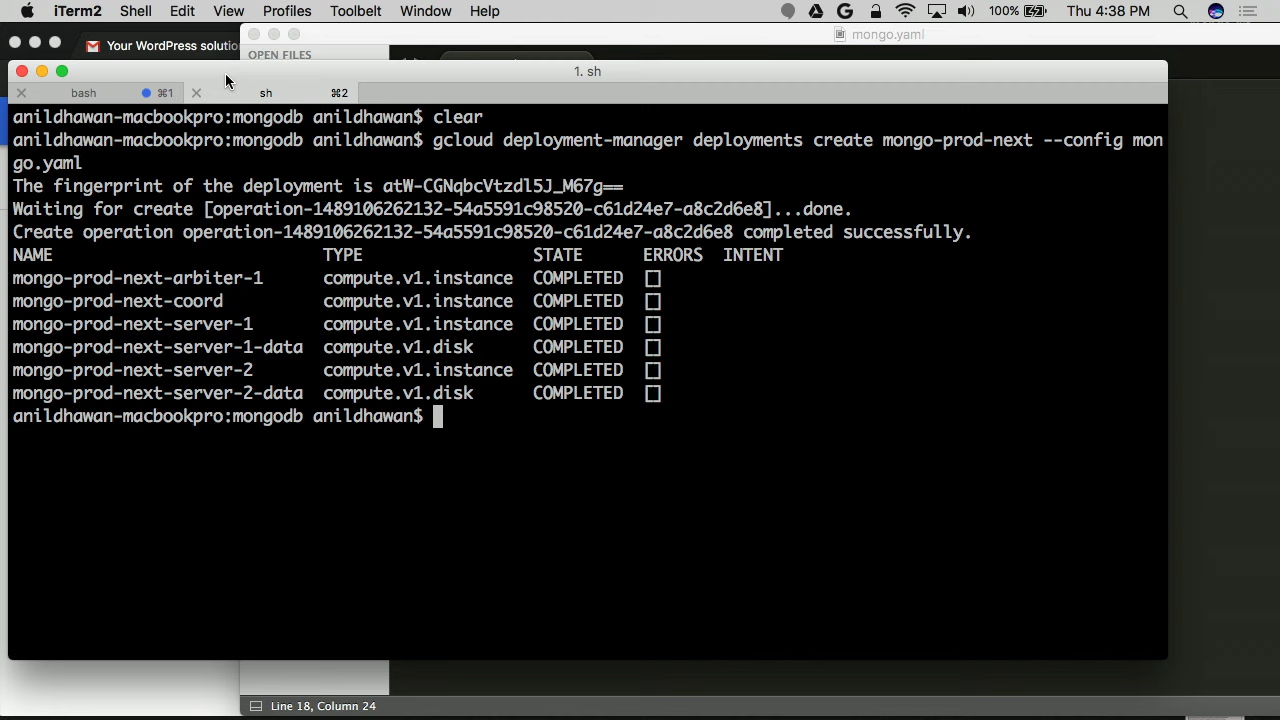 iTerm2 Shell Edit View Profiles Toolbelt Window Help 100% Thu 4:38 PM
Your WordPress solutio
mongo.yaml
OPEN FILES
1. sh
bash ⌘1 sh ⌘2
anildhawan-macbookpro:mongodb anildhawan$ clear
anildhawan-macbookpro:mongodb anildhawan$ gcloud deployment-manager deployments create mongo-prod-next --config mon
go.yaml
The fingerprint of the deployment is atW-CGNqbcVtzdl5J_M67g==
Waiting for create [operation-1489106262132-54a5591c98520-c61d24e7-a8c2d6e8]...done.
Create operation operation-1489106262132-54a5591c98520-c61d24e7-a8c2d6e8 completed successfully.
NAME TYPE STATE ERRORS INTENT
mongo-prod-next-arbiter-1 compute.v1.instance COMPLETED []
mongo-prod-next-coord compute.v1.instance COMPLETED []
mongo-prod-next-server-1 compute.v1.instance COMPLETED []
mongo-prod-next-server-1-data compute.v1.disk COMPLETED []
mongo-prod-next-server-2 compute.v1.instance COMPLETED []
mongo-prod-next-server-2-data compute.v1.disk COMPLETED []
anildhawan-macbookpro:mongodb anildhawan$
Line 18, Column 24